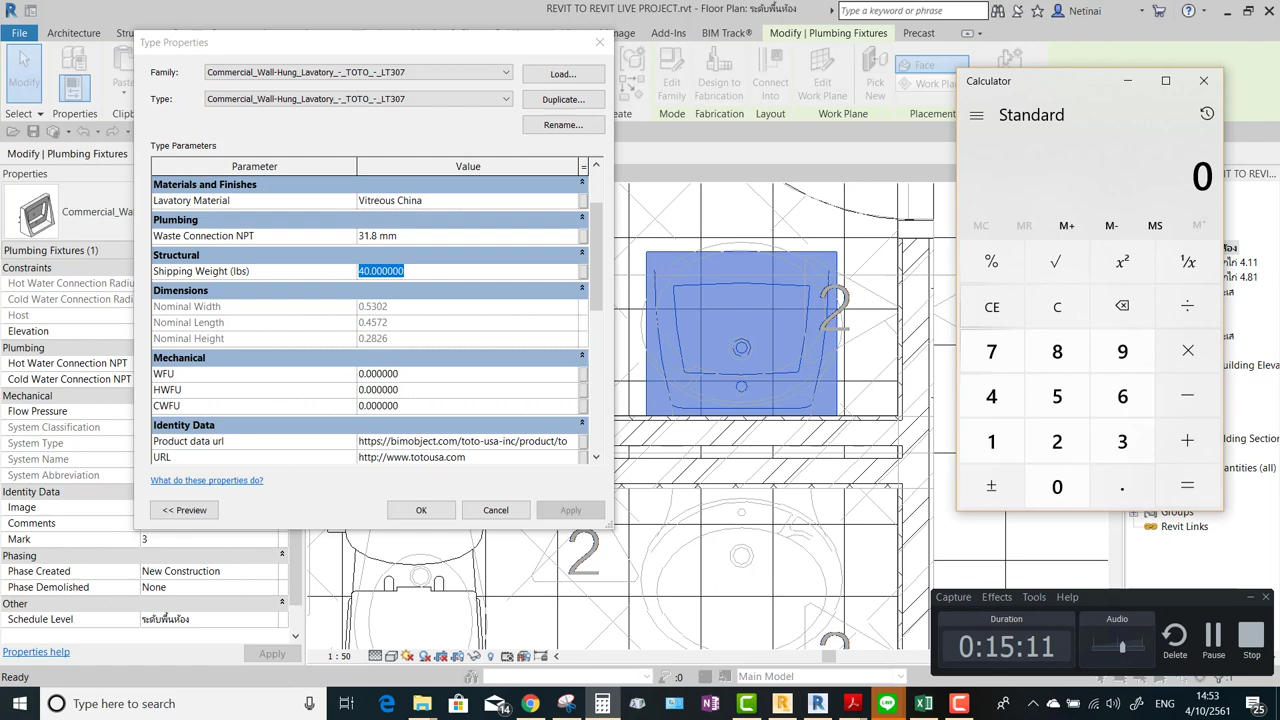 REVIT TO REVIT LIVE PROJECT.rvt - Floor Plan: ระดับพื้นห้อง
Type a keyword or phrase
Netinai
File
Architecture
Add-Ins
BIM Track®
Modify | Plumbing Fixtures
Precast
Modify
Properties
Select
Edit Family
Design to Fabrication
Connect Into
Edit Work Plane
Pick New
Face
Mode
Fabrication
Layout
Work Plane
Placement
Type Properties
Family:
Commercial_Wall-Hung_Lavatory_-_TOTO_-_LT307
Load...
Type:
Commercial_Wall-Hung_Lavatory_-_TOTO_-_LT307
Duplicate...
Rename...
Type Parameters
Parameter
Value
=
Materials and Finishes
Lavatory Material
Vitreous China
Plumbing
Waste Connection NPT
31.8 mm
Structural
Shipping Weight (lbs)
40.000000
Dimensions
Nominal Width
0.5302
Nominal Length
0.4572
Nominal Height
0.2826
Mechanical
WFU
0.000000
HWFU
0.000000
CWFU
0.000000
Identity Data
Product data url
https://bimobject.com/toto-usa-inc/product/to
URL
http://www.totousa.com
What do these properties do?
<< Preview
OK
Cancel
Apply
Modify | Plumbing Fixtures
Properties
Plumbing Fixtures (1)
Constraints
Host
Elevation
Plumbing
Hot Water Connection NPT
Cold Water Connection NPT
Mechanical
Flow Pressure
System Classification
System Type
System Name
System Abbreviation
Identity Data
Image
Comments
Mark
3
Phasing
Phase Created
New Construction
Phase Demolished
None
Other
Schedule Level
ระดับพื้นห้อง
Properties help
Apply
Ready
2
2
1 : 50
:0
Main Model
Calculator
Standard
0
MC MR M+ M- MS M
% √ x² ¹/x
CE C ⌫ ÷
7 8 9 ×
4 5 6 −
1 2 3 +
± 0 . =
4.11
4.81
Groups
Revit Links
Capture Effects Tools Help
Duration
0:15:11
Audio
Delete
Pause
Stop
Type here to search
14
ENG
14:53
4/10/2561
25